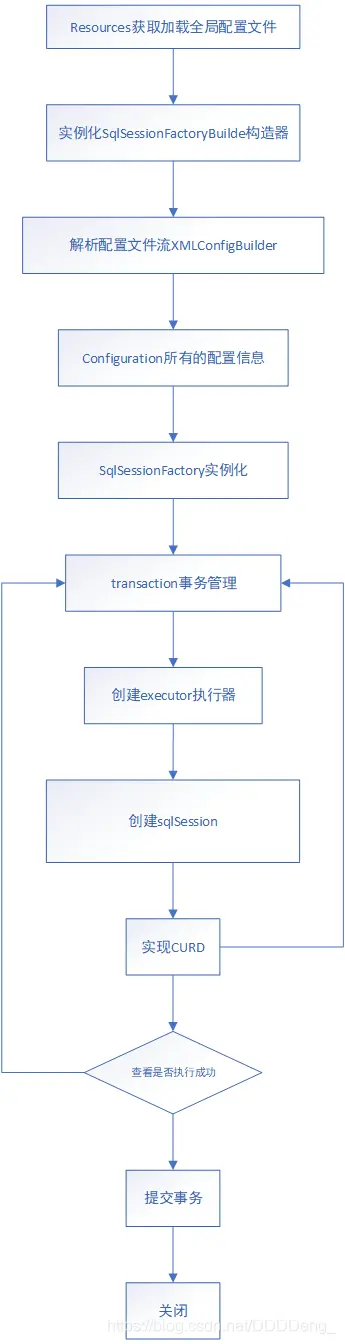 Resources获取加载全局配置文件
实例化SqlSessionFactoryBuilde构造器
解析配置文件流XMLConfigBuilder
Configuration所有的配置信息
SqlSessionFactory实例化
transaction事务管理
创建executor执行器
创建sqlSession
实现CURD
查看是否执行成功
提交事务
关闭
https://blog.csdn.net/DDDDeng_